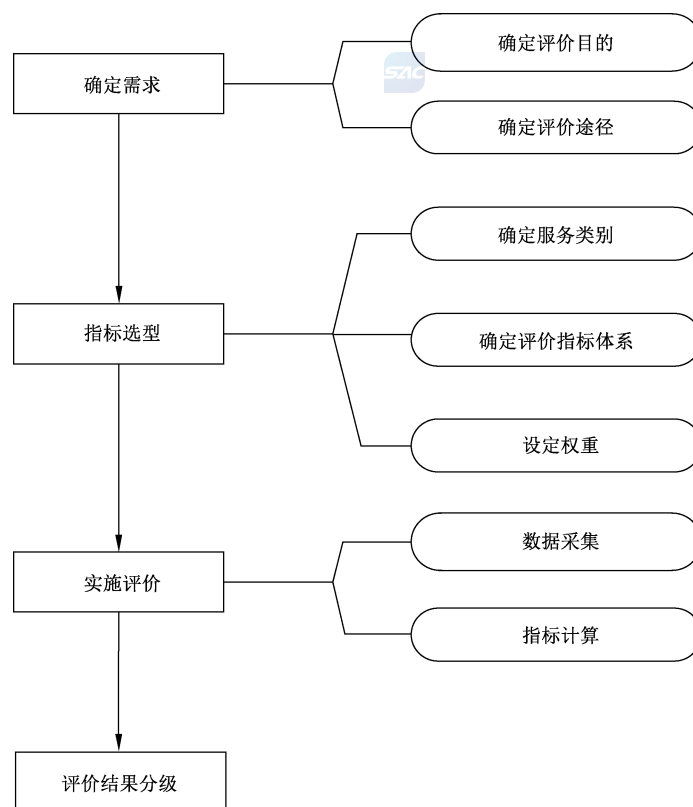 确定需求
确定评价目的
SAC
确定评价途径
指标选型
确定服务类别
确定评价指标体系
设定权重
实施评价
数据采集
指标计算
评价结果分级